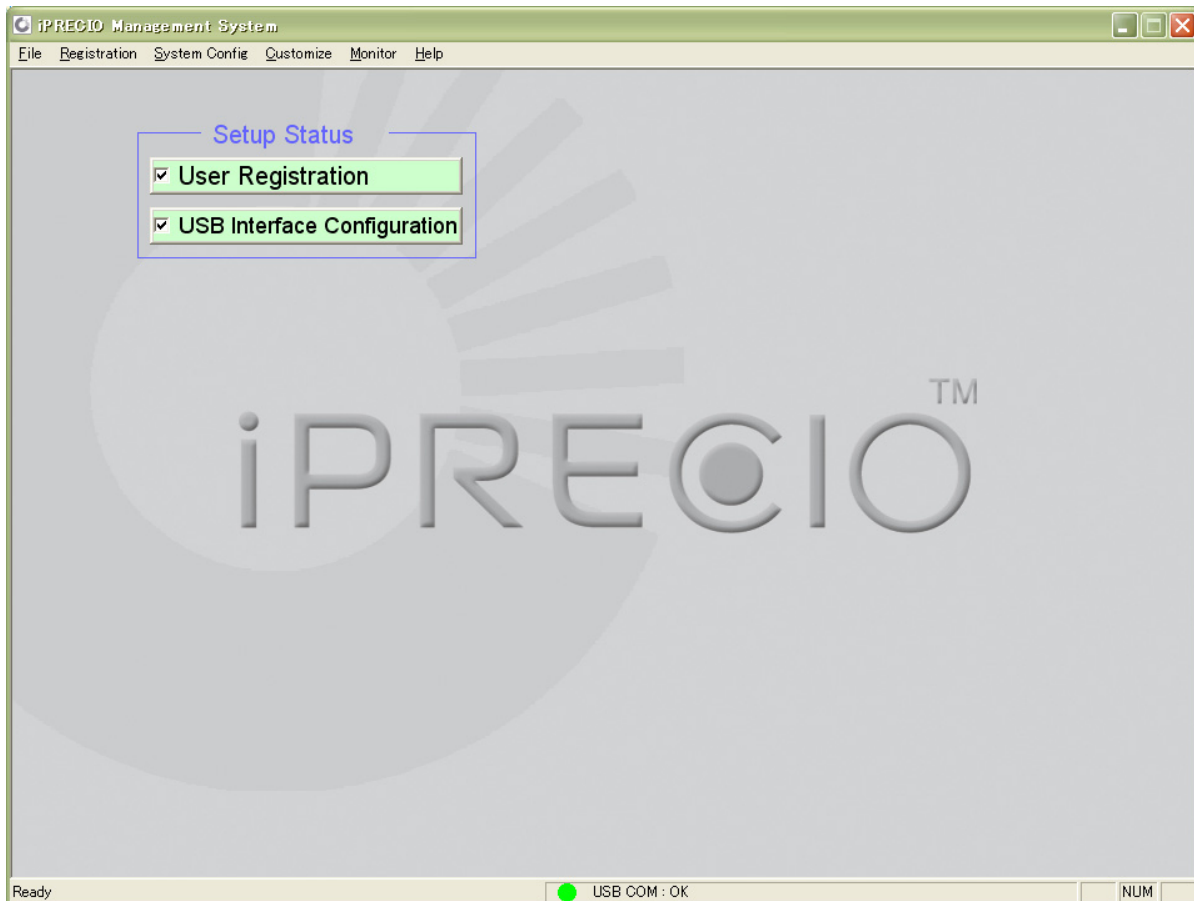 iPRECIO Management System
File Registration System Config Customize Monitor Help
Setup Status
User Registration
USB Interface Configuration
iPRECIO TM
Ready USB COM : OK NUM